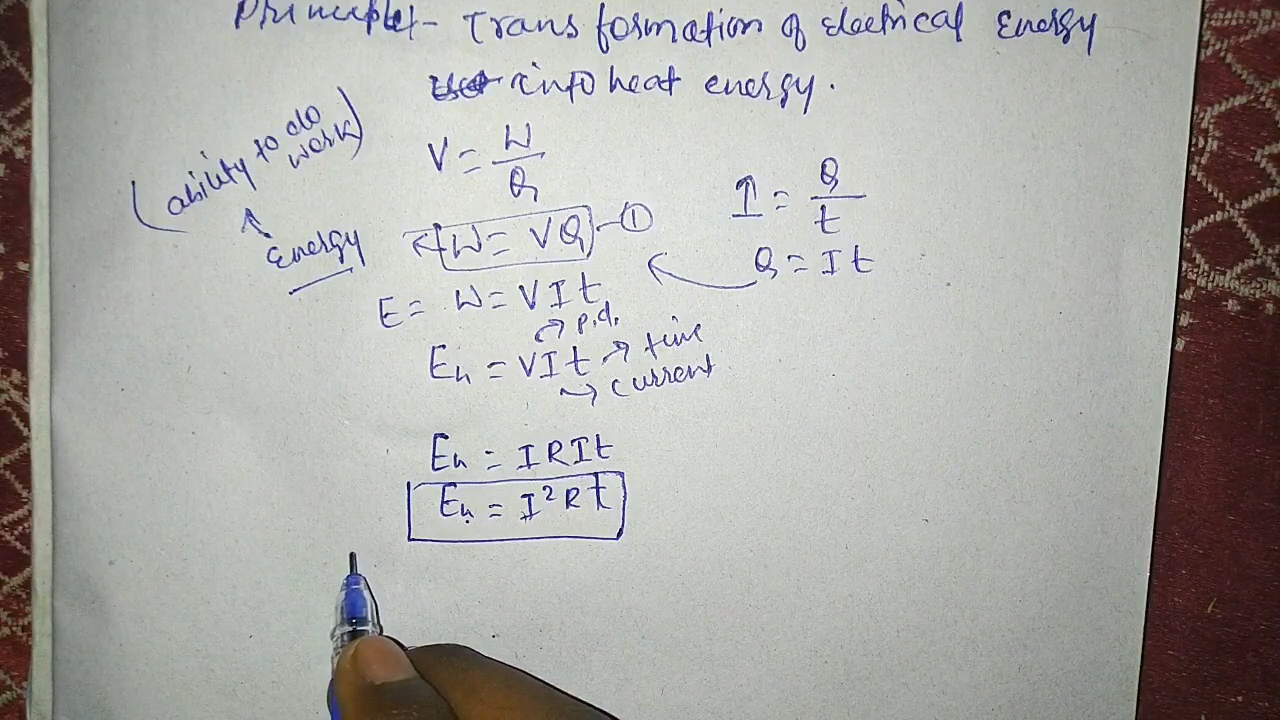 Principle:- Transformation of electrical Energy
into heat energy.
(ability to do work)
V = W/Q
I = Q/t
Energy ← W = VQ - ①
Q = It
E = W = VIt
→ p.d.
Eh = VIt → time
→ current
Eh = IRIt
Eh = I²Rt